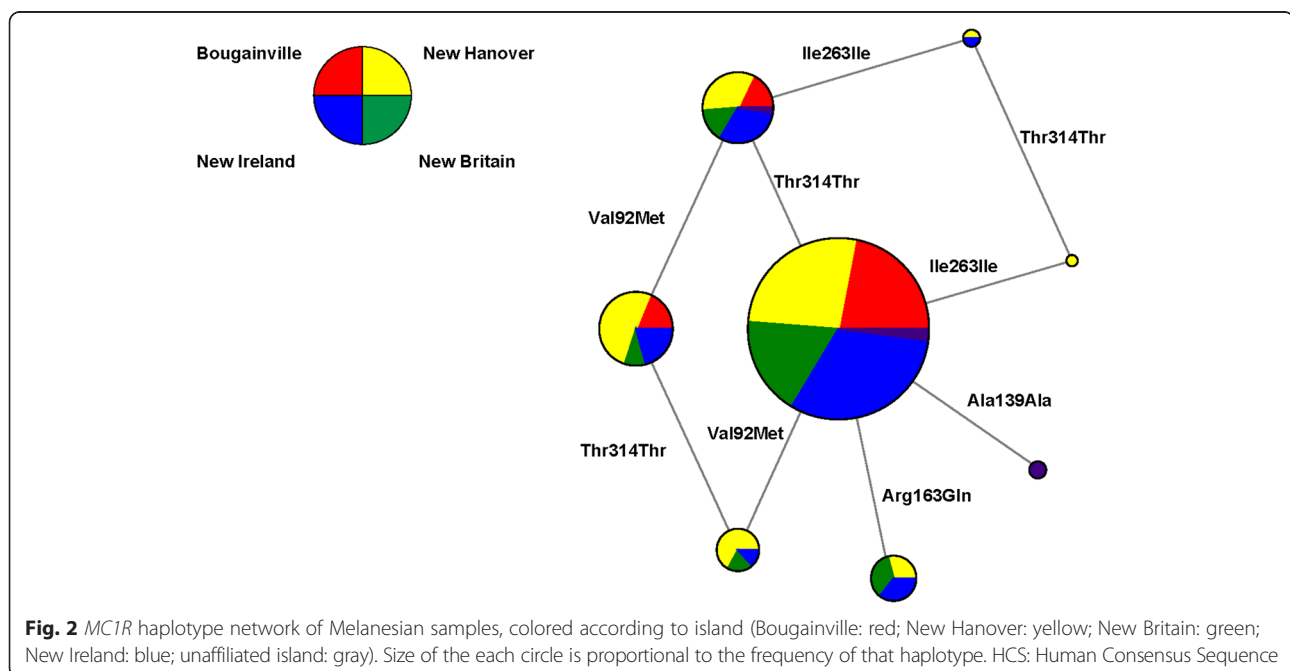 Bougainville
New Hanover
New Ireland
New Britain
Ile263Ile
Thr314Thr
Thr314Thr
Val92Met
Ile263Ile
Ala139Ala
Val92Met
Thr314Thr
Arg163Gln
Fig. 2 MC1R haplotype network of Melanesian samples, colored according to island (Bougainville: red; New Hanover: yellow; New Britain: green;
New Ireland: blue; unaffiliated island: gray). Size of the each circle is proportional to the frequency of that haplotype. HCS: Human Consensus Sequence